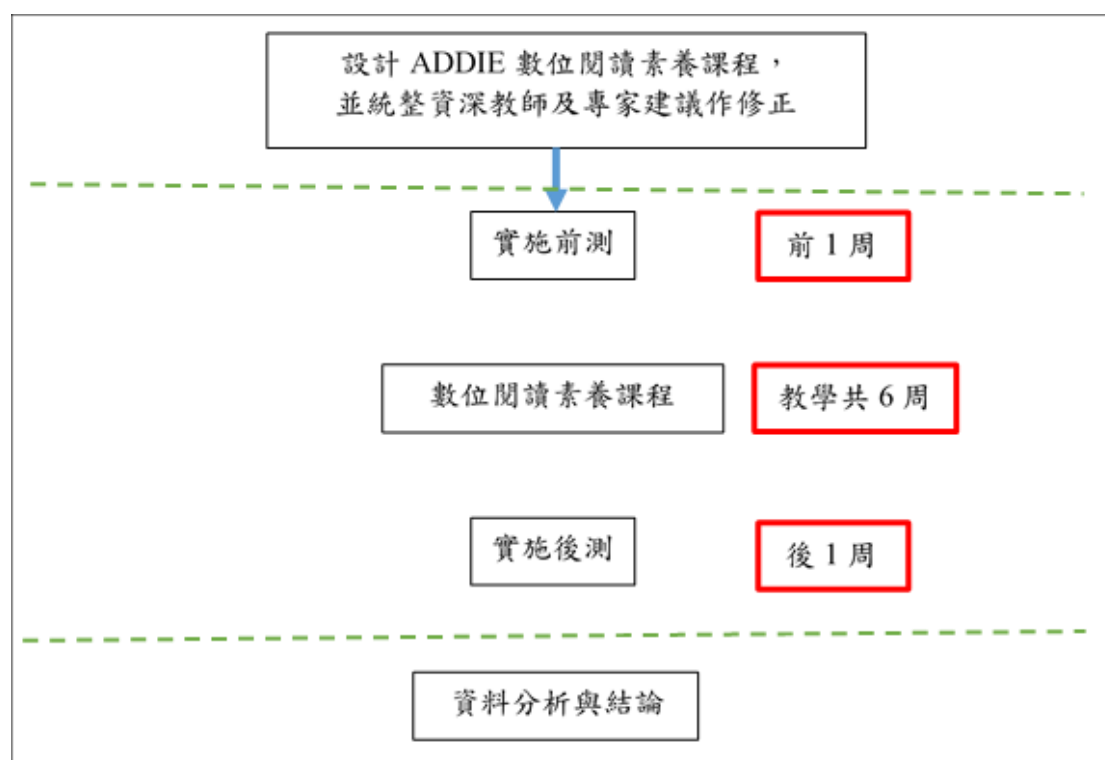 設計 ADDIE 數位閱讀素養課程，
並統整資深教師及專家建議作修正
實施前測
前 1 周
數位閱讀素養課程
教學共 6 周
實施後測
後 1 周
資料分析與結論